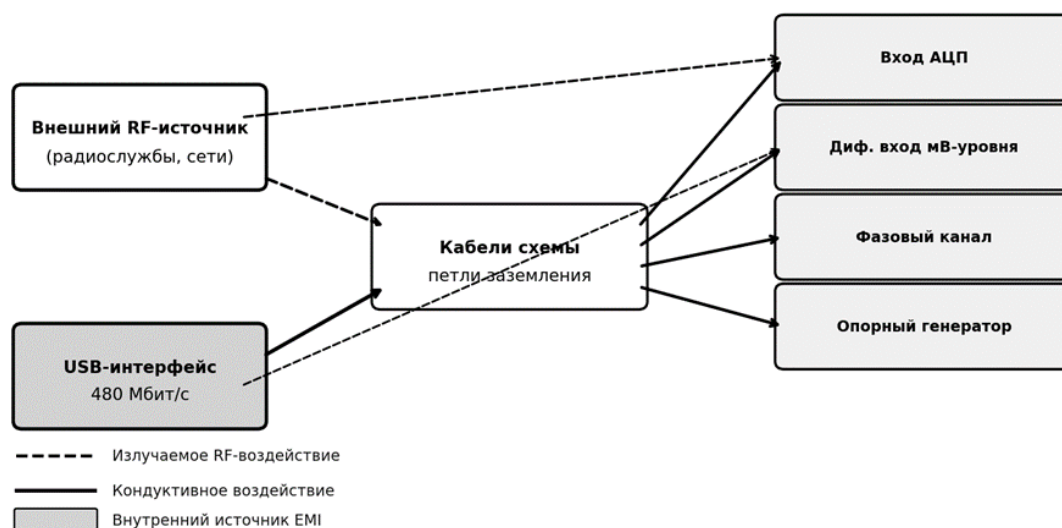 Вход АЦП
Внешний RF-источник
(радиослужбы, сети)
Диф. вход мВ-уровня
Кабели схемы
петли заземления
Фазовый канал
Опорный генератор
USB-интерфейс
480 Мбит/с
Излучаемое RF-воздействие
Кондуктивное воздействие
Внутренний источник EMI